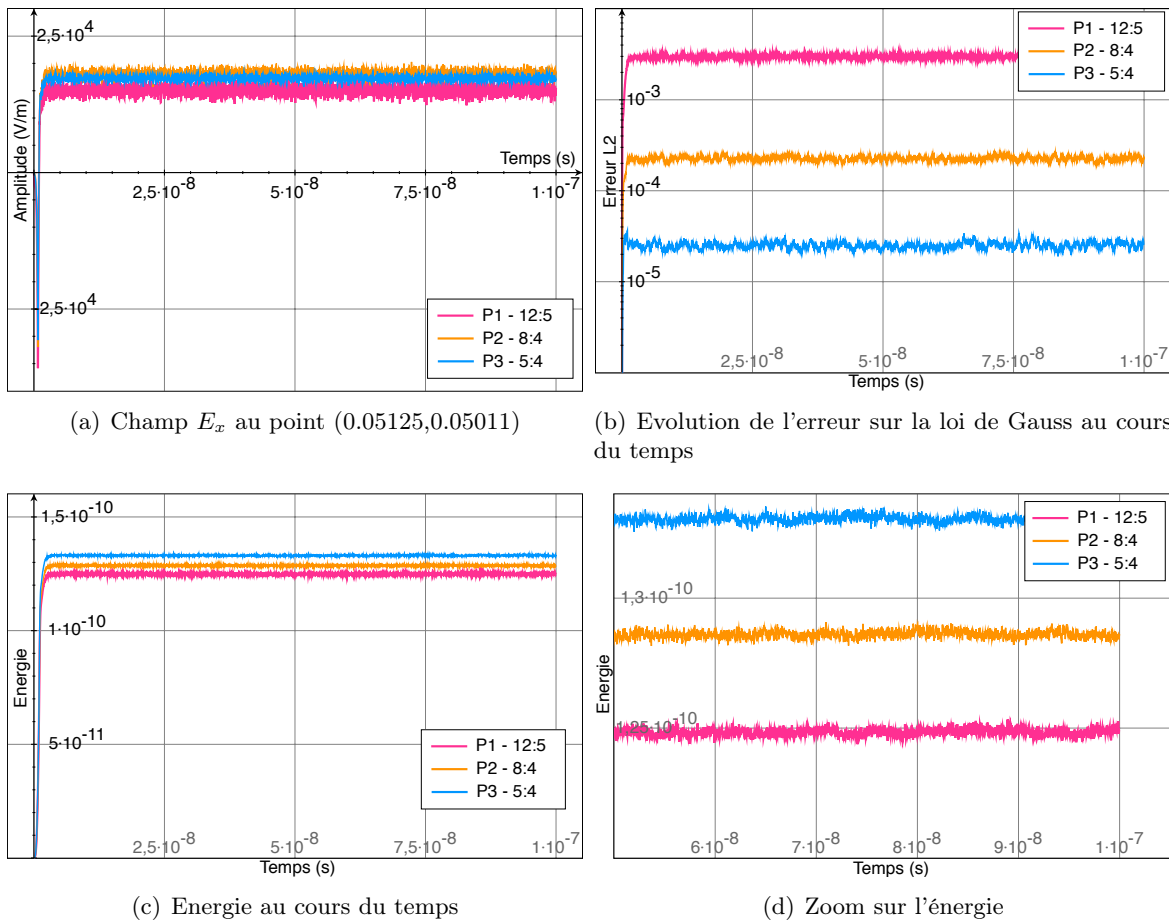 2,5·10^4
Amplitude (V/m)
Temps (s)
2,5·10^-8
5·10^-8
7,5·10^-8
1·10^-7
2,5·10^4
P1 - 12:5
P2 - 8:4
P3 - 5:4
(a) Champ E_x au point (0.05125,0.05011)
P1 - 12:5
P2 - 8:4
P3 - 5:4
Erreur L2
10^-3
10^-4
10^-5
2,5·10^-8
5·10^-8
7,5·10^-8
1·10^-7
Temps (s)
(b) Evolution de l'erreur sur la loi de Gauss au cours
du temps
1,5·10^-10
1·10^-10
Energie
5·10^-11
P1 - 12:5
P2 - 8:4
P3 - 5:4
2,5·10^-8
5·10^-8
7,5·10^-8
1·10^-7
Temps (s)
(c) Energie au cours du temps
P1 - 12:5
P2 - 8:4
P3 - 5:4
1,3·10^-10
Energie
1,25·10^-10
6·10^-8
7·10^-8
8·10^-8
9·10^-8
1·10^-7
Temps (s)
(d) Zoom sur l'énergie